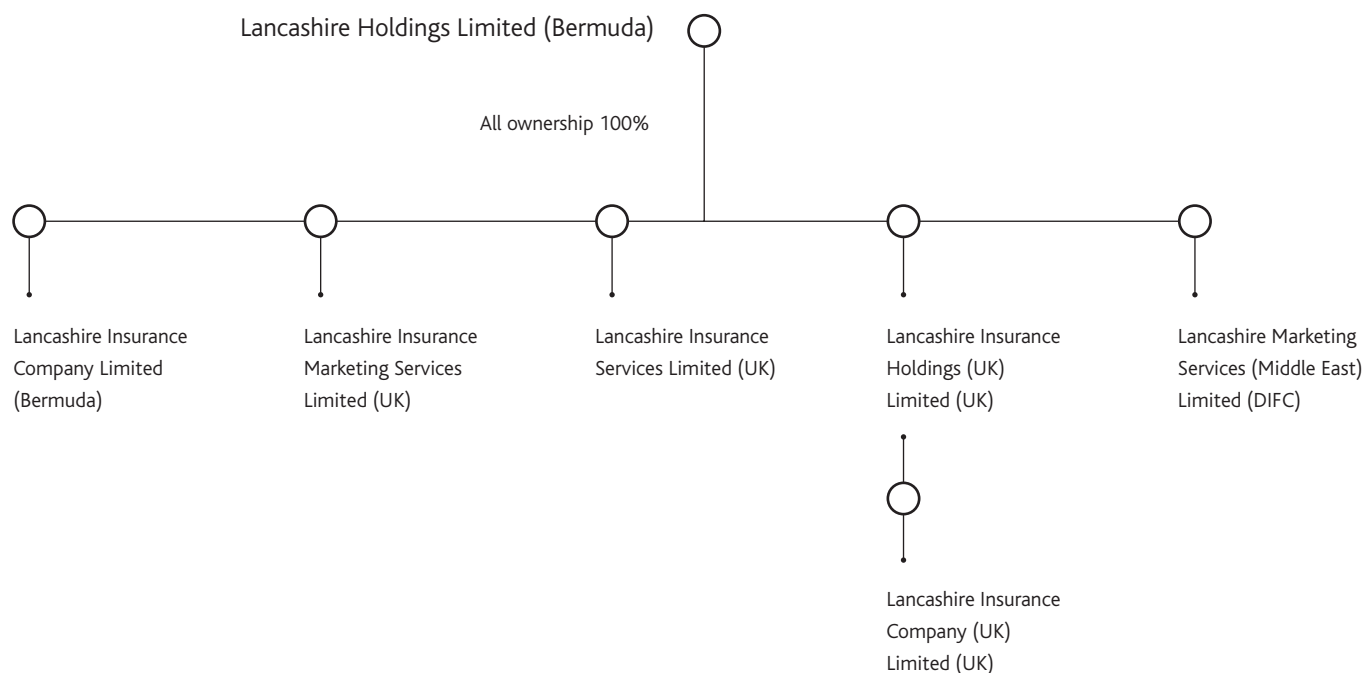 Lancashire Holdings Limited (Bermuda)
All ownership 100%
Lancashire Insurance
Company Limited
(Bermuda)
Lancashire Insurance
Marketing Services
Limited (UK)
Lancashire Insurance
Services Limited (UK)
Lancashire Insurance
Holdings (UK)
Limited (UK)
Lancashire Marketing
Services (Middle East)
Limited (DIFC)
Lancashire Insurance
Company (UK)
Limited (UK)